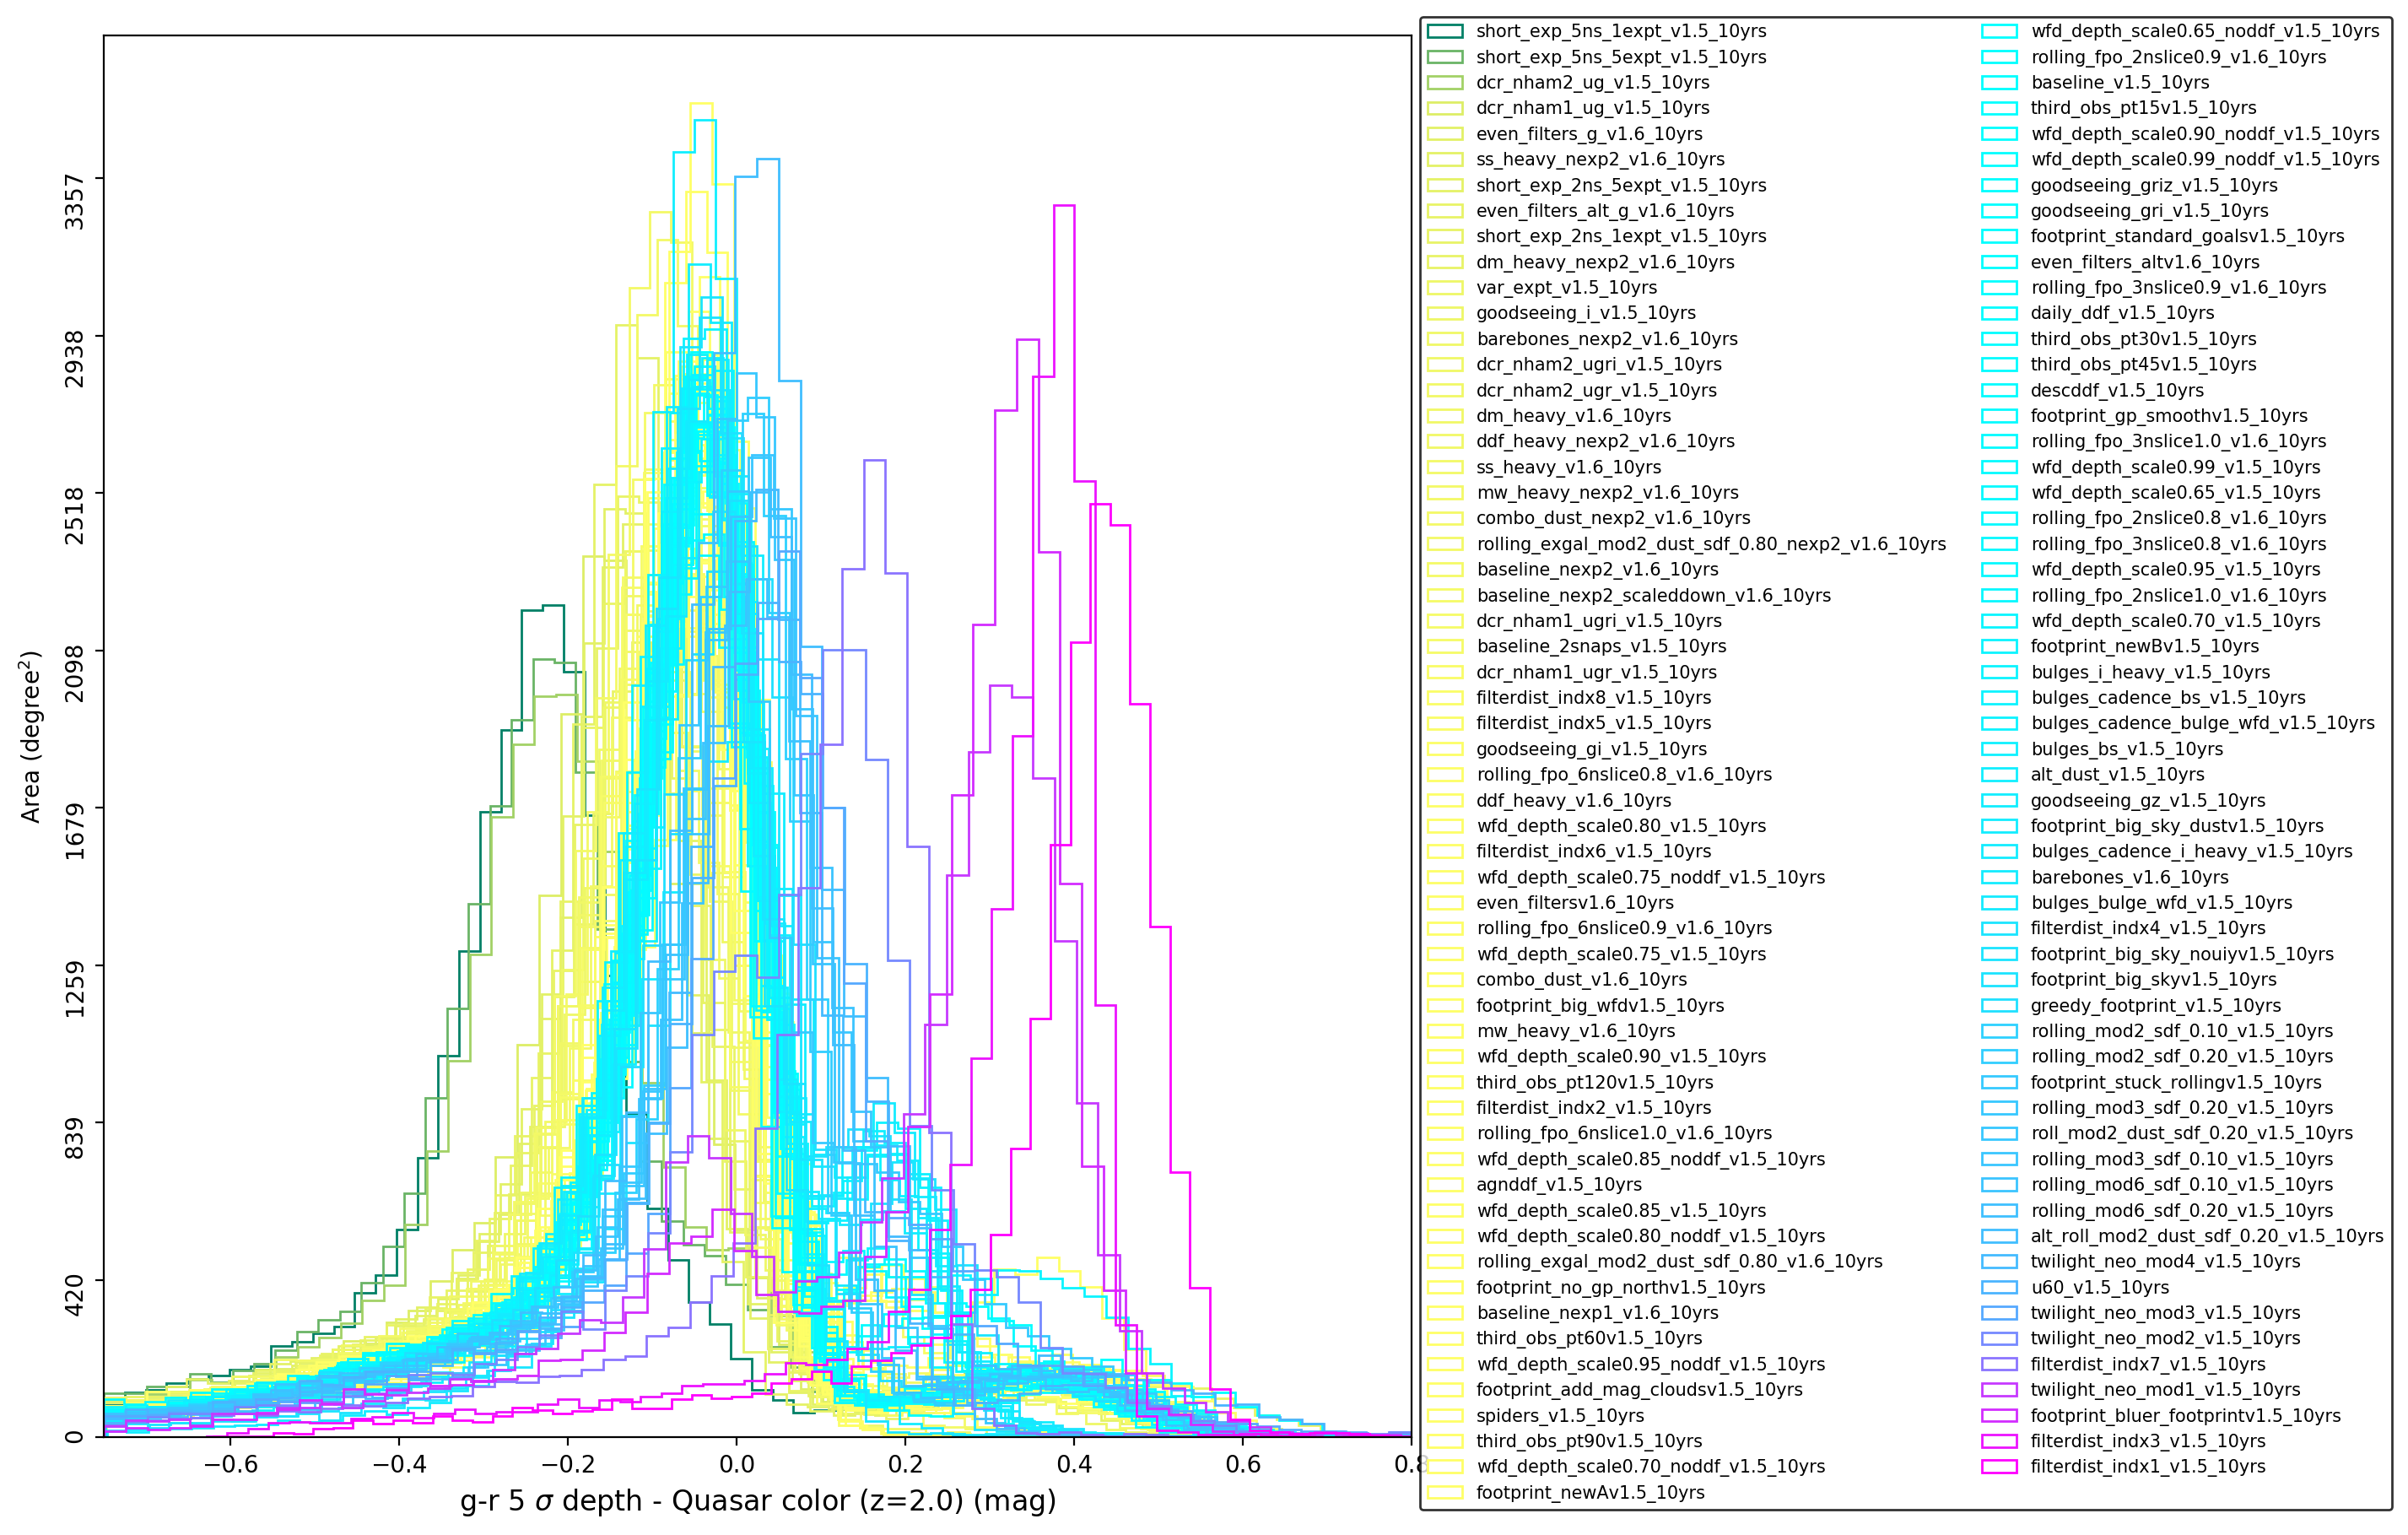 3357
2938
2518
2098
1679
1259
839
420
0
Area (degree²)
−0.6 −0.4 −0.2 0.0 0.2 0.4 0.6 0.8
g-r 5 σ depth - Quasar color (z=2.0) (mag)
short_exp_5ns_1expt_v1.5_10yrs
short_exp_5ns_5expt_v1.5_10yrs
dcr_nham2_ug_v1.5_10yrs
dcr_nham1_ug_v1.5_10yrs
even_filters_g_v1.6_10yrs
ss_heavy_nexp2_v1.6_10yrs
short_exp_2ns_5expt_v1.5_10yrs
even_filters_alt_g_v1.6_10yrs
short_exp_2ns_1expt_v1.5_10yrs
dm_heavy_nexp2_v1.6_10yrs
var_expt_v1.5_10yrs
goodseeing_i_v1.5_10yrs
barebones_nexp2_v1.6_10yrs
dcr_nham2_ugri_v1.5_10yrs
dcr_nham2_ugr_v1.5_10yrs
dm_heavy_v1.6_10yrs
ddf_heavy_nexp2_v1.6_10yrs
ss_heavy_v1.6_10yrs
mw_heavy_nexp2_v1.6_10yrs
combo_dust_nexp2_v1.6_10yrs
rolling_exgal_mod2_dust_sdf_0.80_nexp2_v1.6_10yrs
baseline_nexp2_v1.6_10yrs
baseline_nexp2_scaleddown_v1.6_10yrs
dcr_nham1_ugri_v1.5_10yrs
baseline_2snaps_v1.5_10yrs
dcr_nham1_ugr_v1.5_10yrs
filterdist_indx8_v1.5_10yrs
filterdist_indx5_v1.5_10yrs
goodseeing_gi_v1.5_10yrs
rolling_fpo_6nslice0.8_v1.6_10yrs
ddf_heavy_v1.6_10yrs
wfd_depth_scale0.80_v1.5_10yrs
filterdist_indx6_v1.5_10yrs
wfd_depth_scale0.75_noddf_v1.5_10yrs
even_filtersv1.6_10yrs
rolling_fpo_6nslice0.9_v1.6_10yrs
wfd_depth_scale0.75_v1.5_10yrs
combo_dust_v1.6_10yrs
footprint_big_wfdv1.5_10yrs
mw_heavy_v1.6_10yrs
wfd_depth_scale0.90_v1.5_10yrs
third_obs_pt120v1.5_10yrs
filterdist_indx2_v1.5_10yrs
rolling_fpo_6nslice1.0_v1.6_10yrs
wfd_depth_scale0.85_noddf_v1.5_10yrs
agnddf_v1.5_10yrs
wfd_depth_scale0.85_v1.5_10yrs
wfd_depth_scale0.80_noddf_v1.5_10yrs
rolling_exgal_mod2_dust_sdf_0.80_v1.6_10yrs
footprint_no_gp_northv1.5_10yrs
baseline_nexp1_v1.6_10yrs
third_obs_pt60v1.5_10yrs
wfd_depth_scale0.95_noddf_v1.5_10yrs
footprint_add_mag_cloudsv1.5_10yrs
spiders_v1.5_10yrs
third_obs_pt90v1.5_10yrs
wfd_depth_scale0.70_noddf_v1.5_10yrs
footprint_newAv1.5_10yrs
wfd_depth_scale0.65_noddf_v1.5_10yrs
rolling_fpo_2nslice0.9_v1.6_10yrs
baseline_v1.5_10yrs
third_obs_pt15v1.5_10yrs
wfd_depth_scale0.90_noddf_v1.5_10yrs
wfd_depth_scale0.99_noddf_v1.5_10yrs
goodseeing_griz_v1.5_10yrs
goodseeing_gri_v1.5_10yrs
footprint_standard_goalsv1.5_10yrs
even_filters_altv1.6_10yrs
rolling_fpo_3nslice0.9_v1.6_10yrs
daily_ddf_v1.5_10yrs
third_obs_pt30v1.5_10yrs
third_obs_pt45v1.5_10yrs
descddf_v1.5_10yrs
footprint_gp_smoothv1.5_10yrs
rolling_fpo_3nslice1.0_v1.6_10yrs
wfd_depth_scale0.99_v1.5_10yrs
wfd_depth_scale0.65_v1.5_10yrs
rolling_fpo_2nslice0.8_v1.6_10yrs
rolling_fpo_3nslice0.8_v1.6_10yrs
wfd_depth_scale0.95_v1.5_10yrs
rolling_fpo_2nslice1.0_v1.6_10yrs
wfd_depth_scale0.70_v1.5_10yrs
footprint_newBv1.5_10yrs
bulges_i_heavy_v1.5_10yrs
bulges_cadence_bs_v1.5_10yrs
bulges_cadence_bulge_wfd_v1.5_10yrs
bulges_bs_v1.5_10yrs
alt_dust_v1.5_10yrs
goodseeing_gz_v1.5_10yrs
footprint_big_sky_dustv1.5_10yrs
bulges_cadence_i_heavy_v1.5_10yrs
barebones_v1.6_10yrs
bulges_bulge_wfd_v1.5_10yrs
filterdist_indx4_v1.5_10yrs
footprint_big_sky_nouiyv1.5_10yrs
footprint_big_skyv1.5_10yrs
greedy_footprint_v1.5_10yrs
rolling_mod2_sdf_0.10_v1.5_10yrs
rolling_mod2_sdf_0.20_v1.5_10yrs
footprint_stuck_rollingv1.5_10yrs
rolling_mod3_sdf_0.20_v1.5_10yrs
roll_mod2_dust_sdf_0.20_v1.5_10yrs
rolling_mod3_sdf_0.10_v1.5_10yrs
rolling_mod6_sdf_0.10_v1.5_10yrs
rolling_mod6_sdf_0.20_v1.5_10yrs
alt_roll_mod2_dust_sdf_0.20_v1.5_10yrs
twilight_neo_mod4_v1.5_10yrs
u60_v1.5_10yrs
twilight_neo_mod3_v1.5_10yrs
twilight_neo_mod2_v1.5_10yrs
filterdist_indx7_v1.5_10yrs
twilight_neo_mod1_v1.5_10yrs
footprint_bluer_footprintv1.5_10yrs
filterdist_indx3_v1.5_10yrs
filterdist_indx1_v1.5_10yrs